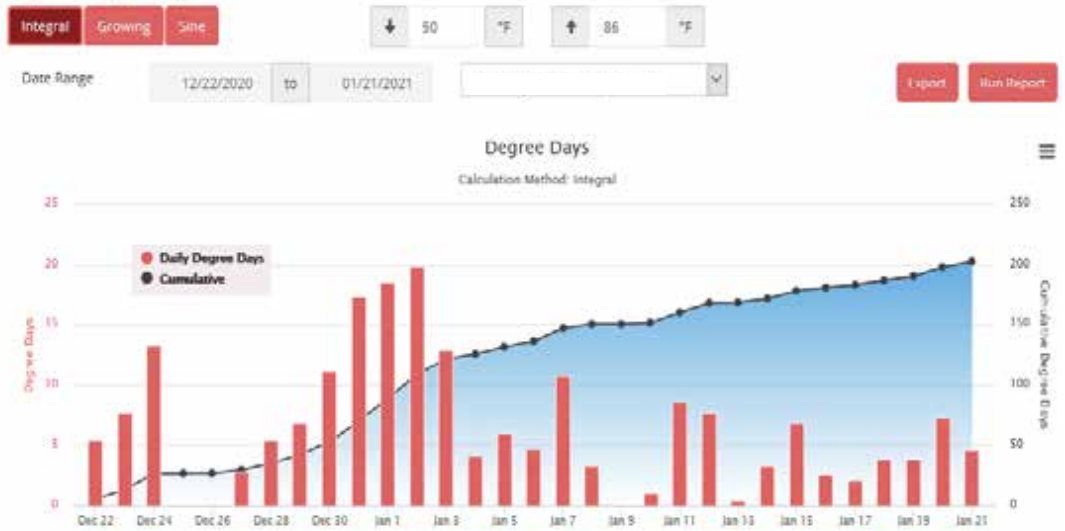 Integral Growing Sine 50 °F 86 °F
Date Range 12/22/2020 to 01/21/2021 Export Run Report
Degree Days
Calculation Method: Integral
25 250
Daily Degree Days
Cumulative
20 200
15 150
10 100
5 50
0 0
Degree Days
Cumulative Degree Days
Dec 22 Dec 24 Dec 26 Dec 28 Dec 30 Jan 1 Jan 3 Jan 5 Jan 7 Jan 9 Jan 11 Jan 13 Jan 15 Jan 17 Jan 19 Jan 21